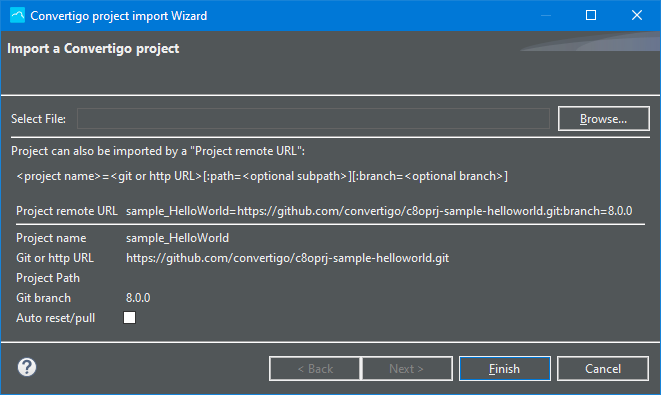 Convertigo project import Wizard
Import a Convertigo project
Select File: Browse...
Project can also be imported by a "Project remote URL":
<project name>=<git or http URL>[:path=<optional subpath>][:branch=<optional branch>]
Project remote URL sample_HelloWorld=https://github.com/convertigo/c8oprj-sample-helloworld.git:branch=8.0.0
Project name sample_HelloWorld
Git or http URL https://github.com/convertigo/c8oprj-sample-helloworld.git
Project Path
Git branch 8.0.0
Auto reset/pull
? < Back Next > Finish Cancel